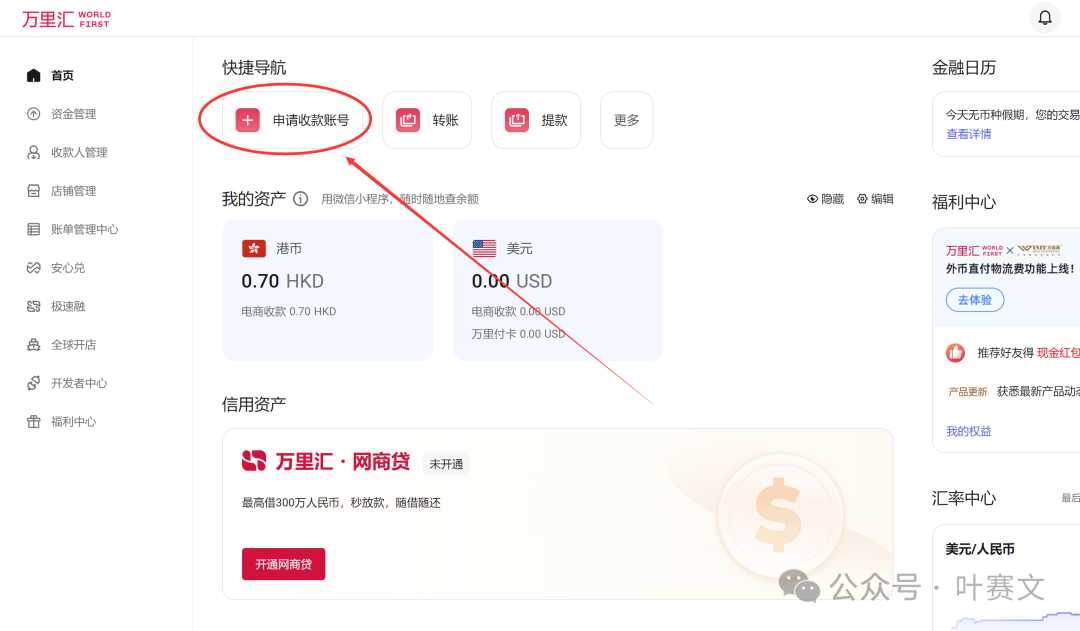 万里汇 WORLD FIRST
首页
资金管理
收款人管理
店铺管理
账单管理中心
安心兑
极速融
全球开店
开发者中心
福利中心
快捷导航
申请收款账号
转账
提款
更多
我的资产
用微信小程序，随时随地查余额
隐藏
编辑
港币
0.70 HKD
电商收款 0.70 HKD
美元
0.00 USD
电商收款 0.00 USD
万里付卡 0.00 USD
信用资产
万里汇·网商贷 未开通
最高借300万人民币，秒放款，随借随还
开通网商贷
金融日历
今天无币种假期，您的交易
查看详情
福利中心
万里汇 WORLD FIRST ×
外币直付物流费功能上线！
去体验
推荐好友得 现金红包
产品更新 获悉最新产品动态
我的权益
汇率中心
最后
美元/人民币
公众号 · 叶赛文